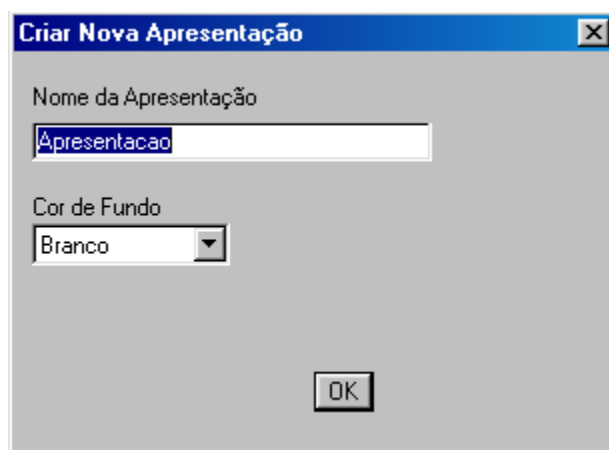 Criar Nova Apresentação
Nome da Apresentação
Apresentacao
Cor de Fundo
Branco
OK